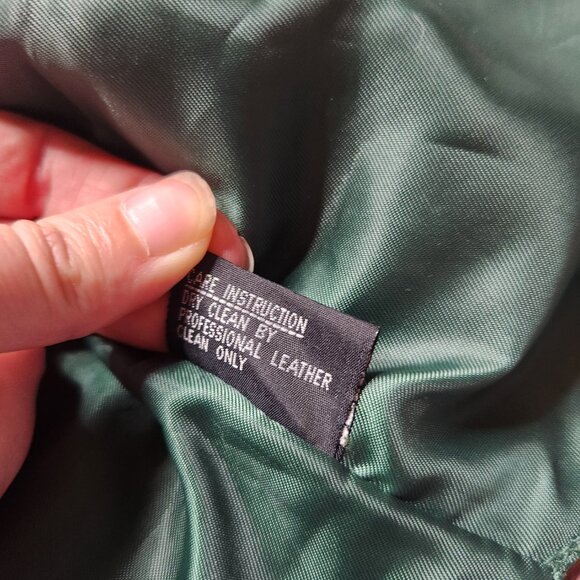 CARE INSTRUCTION
DRY CLEAN BY
PROFESSIONAL LEATHER
CLEAN ONLY